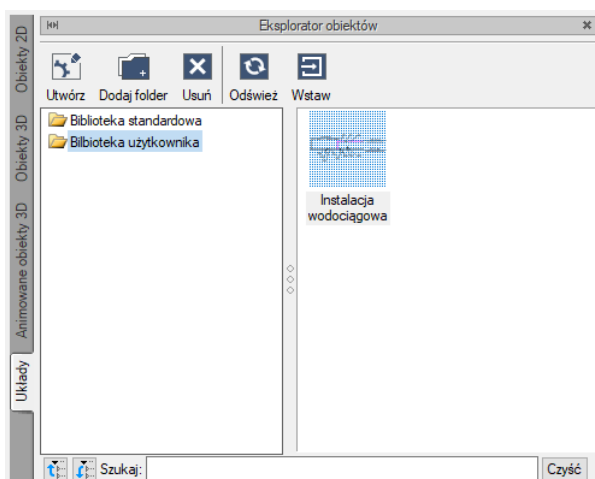 Eksplorator obiektów
Utwórz Dodaj folder Usuń Odśwież Wstaw
Biblioteka standardowa
Bilbioteka użytkownika
Instalacja
wodociągowa
Obiekty 2D
Obiekty 3D
Animowane obiekty 3D
Układy
Szukaj: Czyść